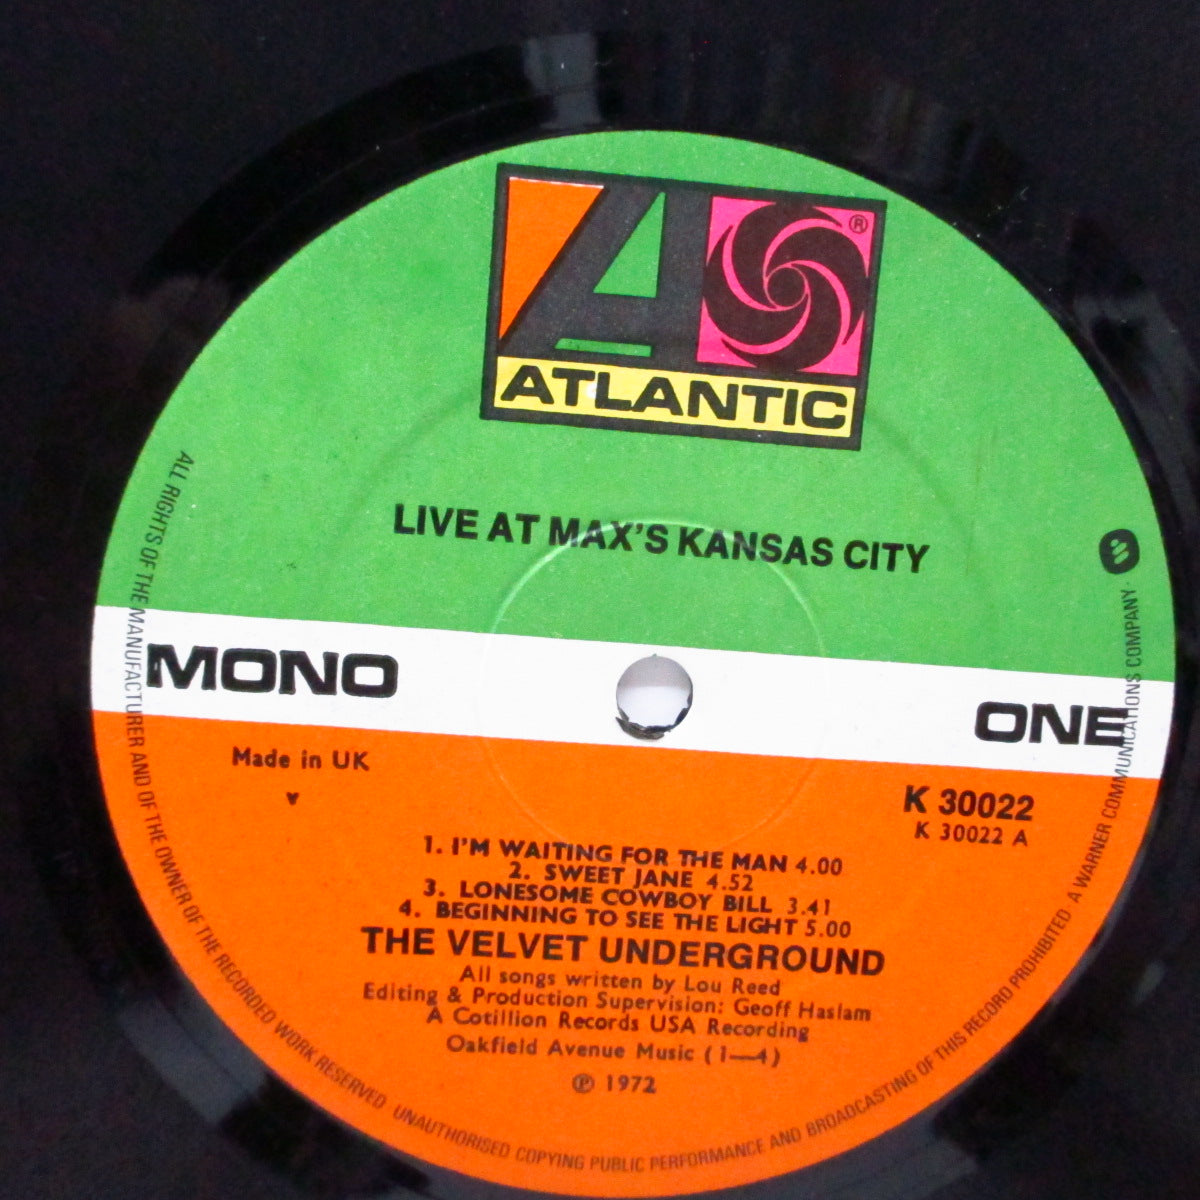 ®
ATLANTIC
LIVE AT MAX'S KANSAS CITY
MONO
ONE
Made in UK
K 30022
K 30022 A
1. I'M WAITING FOR THE MAN 4.00
2. SWEET JANE 4.52
3. LONESOME COWBOY BILL 3.41
4. BEGINNING TO SEE THE LIGHT 5.00
THE VELVET UNDERGROUND
All songs written by Lou Reed
Editing & Production Supervision: Geoff Haslam
A Cotillion Records USA Recording
Oakfield Avenue Music (1—4)
℗ 1972
ALL RIGHTS OF THE MANUFACTURER AND OF THE OWNER OF THE RECORDED WORK RESERVED UNAUTHORISED COPYING PUBLIC PERFORMANCE AND BROADCASTING OF THIS RECORD PROHIBITED · A WARNER COMMUNICATIONS COMPANY ·